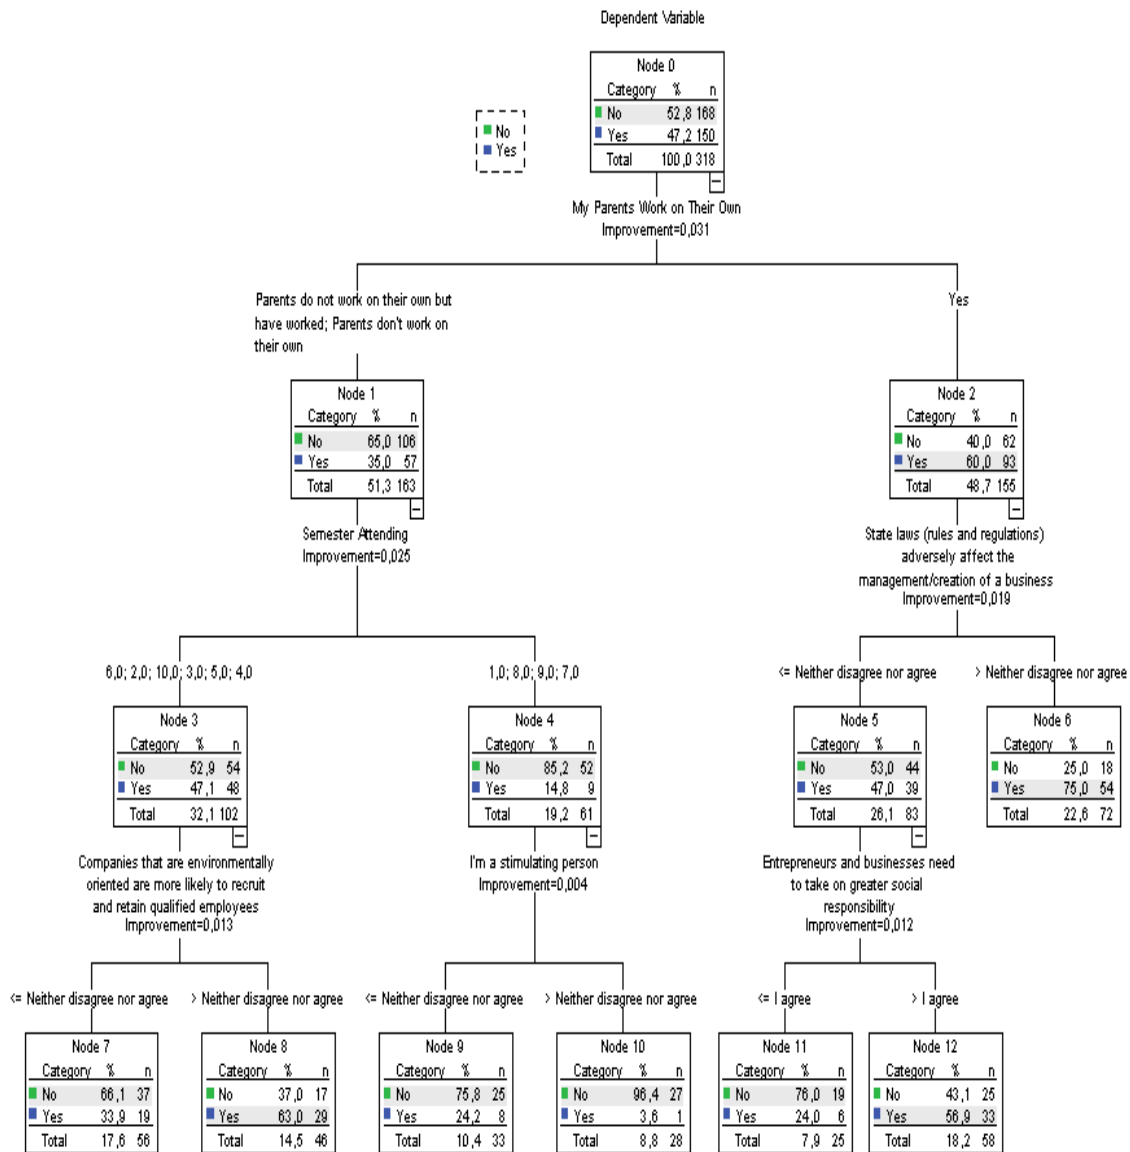 Dependent Variable
Node 0
Category % n
No 52,8 168
Yes 47,2 150
Total 100,0 318
No
Yes
My Parents Work on Their Own
Improvement=0,031
Parents do not work on their own but
have worked; Parents don't work on
their own
Yes
Node 1
Category % n
No 65,0 106
Yes 35,0 57
Total 51,3 163
Node 2
Category % n
No 40,0 62
Yes 60,0 93
Total 48,7 155
Semester Attending
Improvement=0,025
State laws (rules and regulations)
adversely affect the
management/creation of a business
Improvement=0,019
6,0; 2,0; 10,0; 3,0; 5,0; 4,0
1,0; 8,0; 9,0; 7,0
<= Neither disagree nor agree
> Neither disagree nor agree
Node 3
Category % n
No 52,9 54
Yes 47,1 48
Total 32,1 102
Node 4
Category % n
No 85,2 52
Yes 14,8 9
Total 19,2 61
Node 5
Category % n
No 53,0 44
Yes 47,0 39
Total 26,1 83
Node 6
Category % n
No 25,0 18
Yes 75,0 54
Total 22,6 72
Companies that are environmentally
oriented are more likely to recruit
and retain qualified employees
Improvement=0,013
I'm a stimulating person
Improvement=0,004
Entrepreneurs and businesses need
to take on greater social
responsibility
Improvement=0,012
<= Neither disagree nor agree
> Neither disagree nor agree
<= Neither disagree nor agree
> Neither disagree nor agree
<= I agree
> I agree
Node 7
Category % n
No 66,1 37
Yes 33,9 19
Total 17,6 56
Node 8
Category % n
No 37,0 17
Yes 63,0 29
Total 14,5 46
Node 9
Category % n
No 75,8 25
Yes 24,2 8
Total 10,4 33
Node 10
Category % n
No 96,4 27
Yes 3,6 1
Total 8,8 28
Node 11
Category % n
No 76,0 19
Yes 24,0 6
Total 7,9 25
Node 12
Category % n
No 43,1 25
Yes 56,9 33
Total 18,2 58